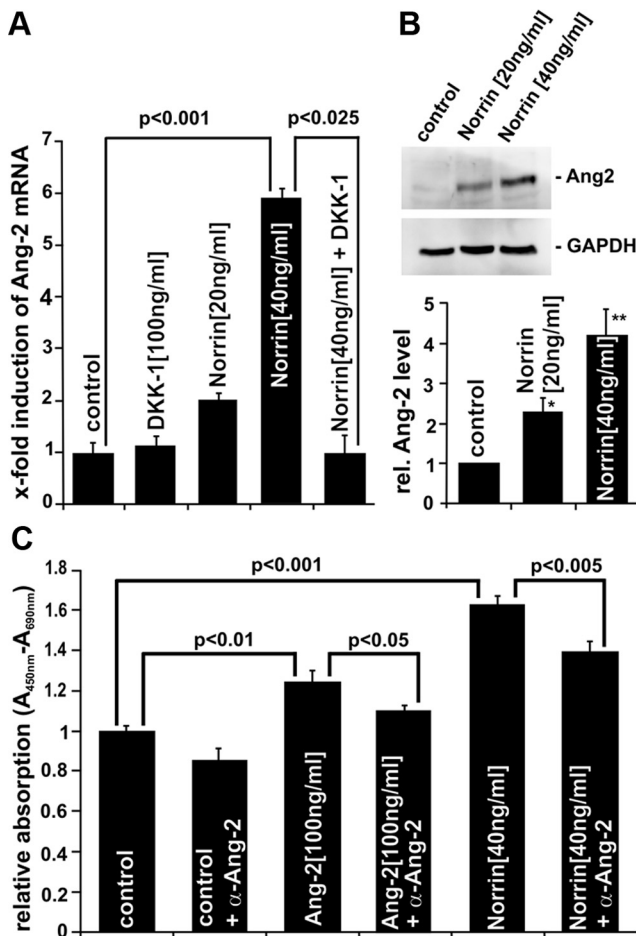 A
x-fold induction of Ang-2 mRNA
7
6
5
4
3
2
1
0
p<0.001
p<0.025
control
DKK-1[100ng/ml]
Norrin[20ng/ml]
Norrin[40ng/ml]
Norrin[40ng/ml] + DKK-1
B
control
Norrin [20ng/ml]
Norrin [40ng/ml]
- Ang2
- GAPDH
rel. Ang-2 level
5
4
3
2
1
0
control
Norrin
[20ng/ml]
*
Norrin[40ng/ml]
**
C
relative absorption (A450nm-A690nm)
1.8
1.6
1.4
1.2
1
0.8
0.6
0.4
0.2
0
p<0.001
p<0.005
p<0.01
p<0.05
control
control
+ α-Ang-2
Ang-2[100ng/ml]
Ang-2[100ng/ml]
+ α-Ang-2
Norrin[40ng/ml]
Norrin[40ng/ml]
+ α-Ang-2